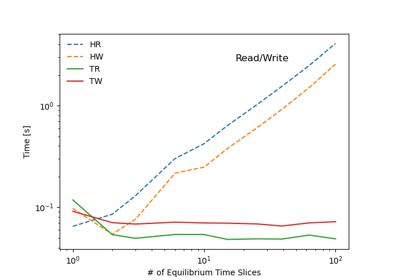 HR
HW
TR
TW
Read/Write
Time [s]
10⁰
10⁻¹
10⁰
10¹
10²
# of Equilibrium Time Slices